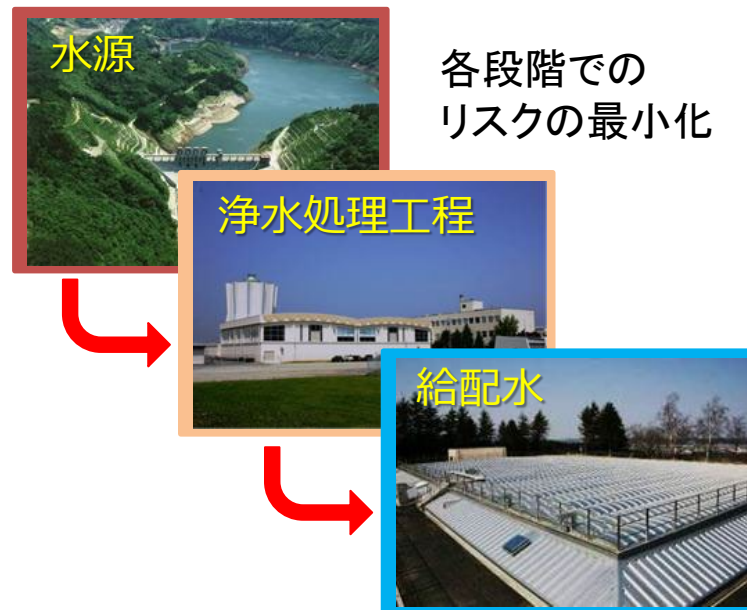 水源
各段階での
リスクの最小化
浄水処理工程
給配水